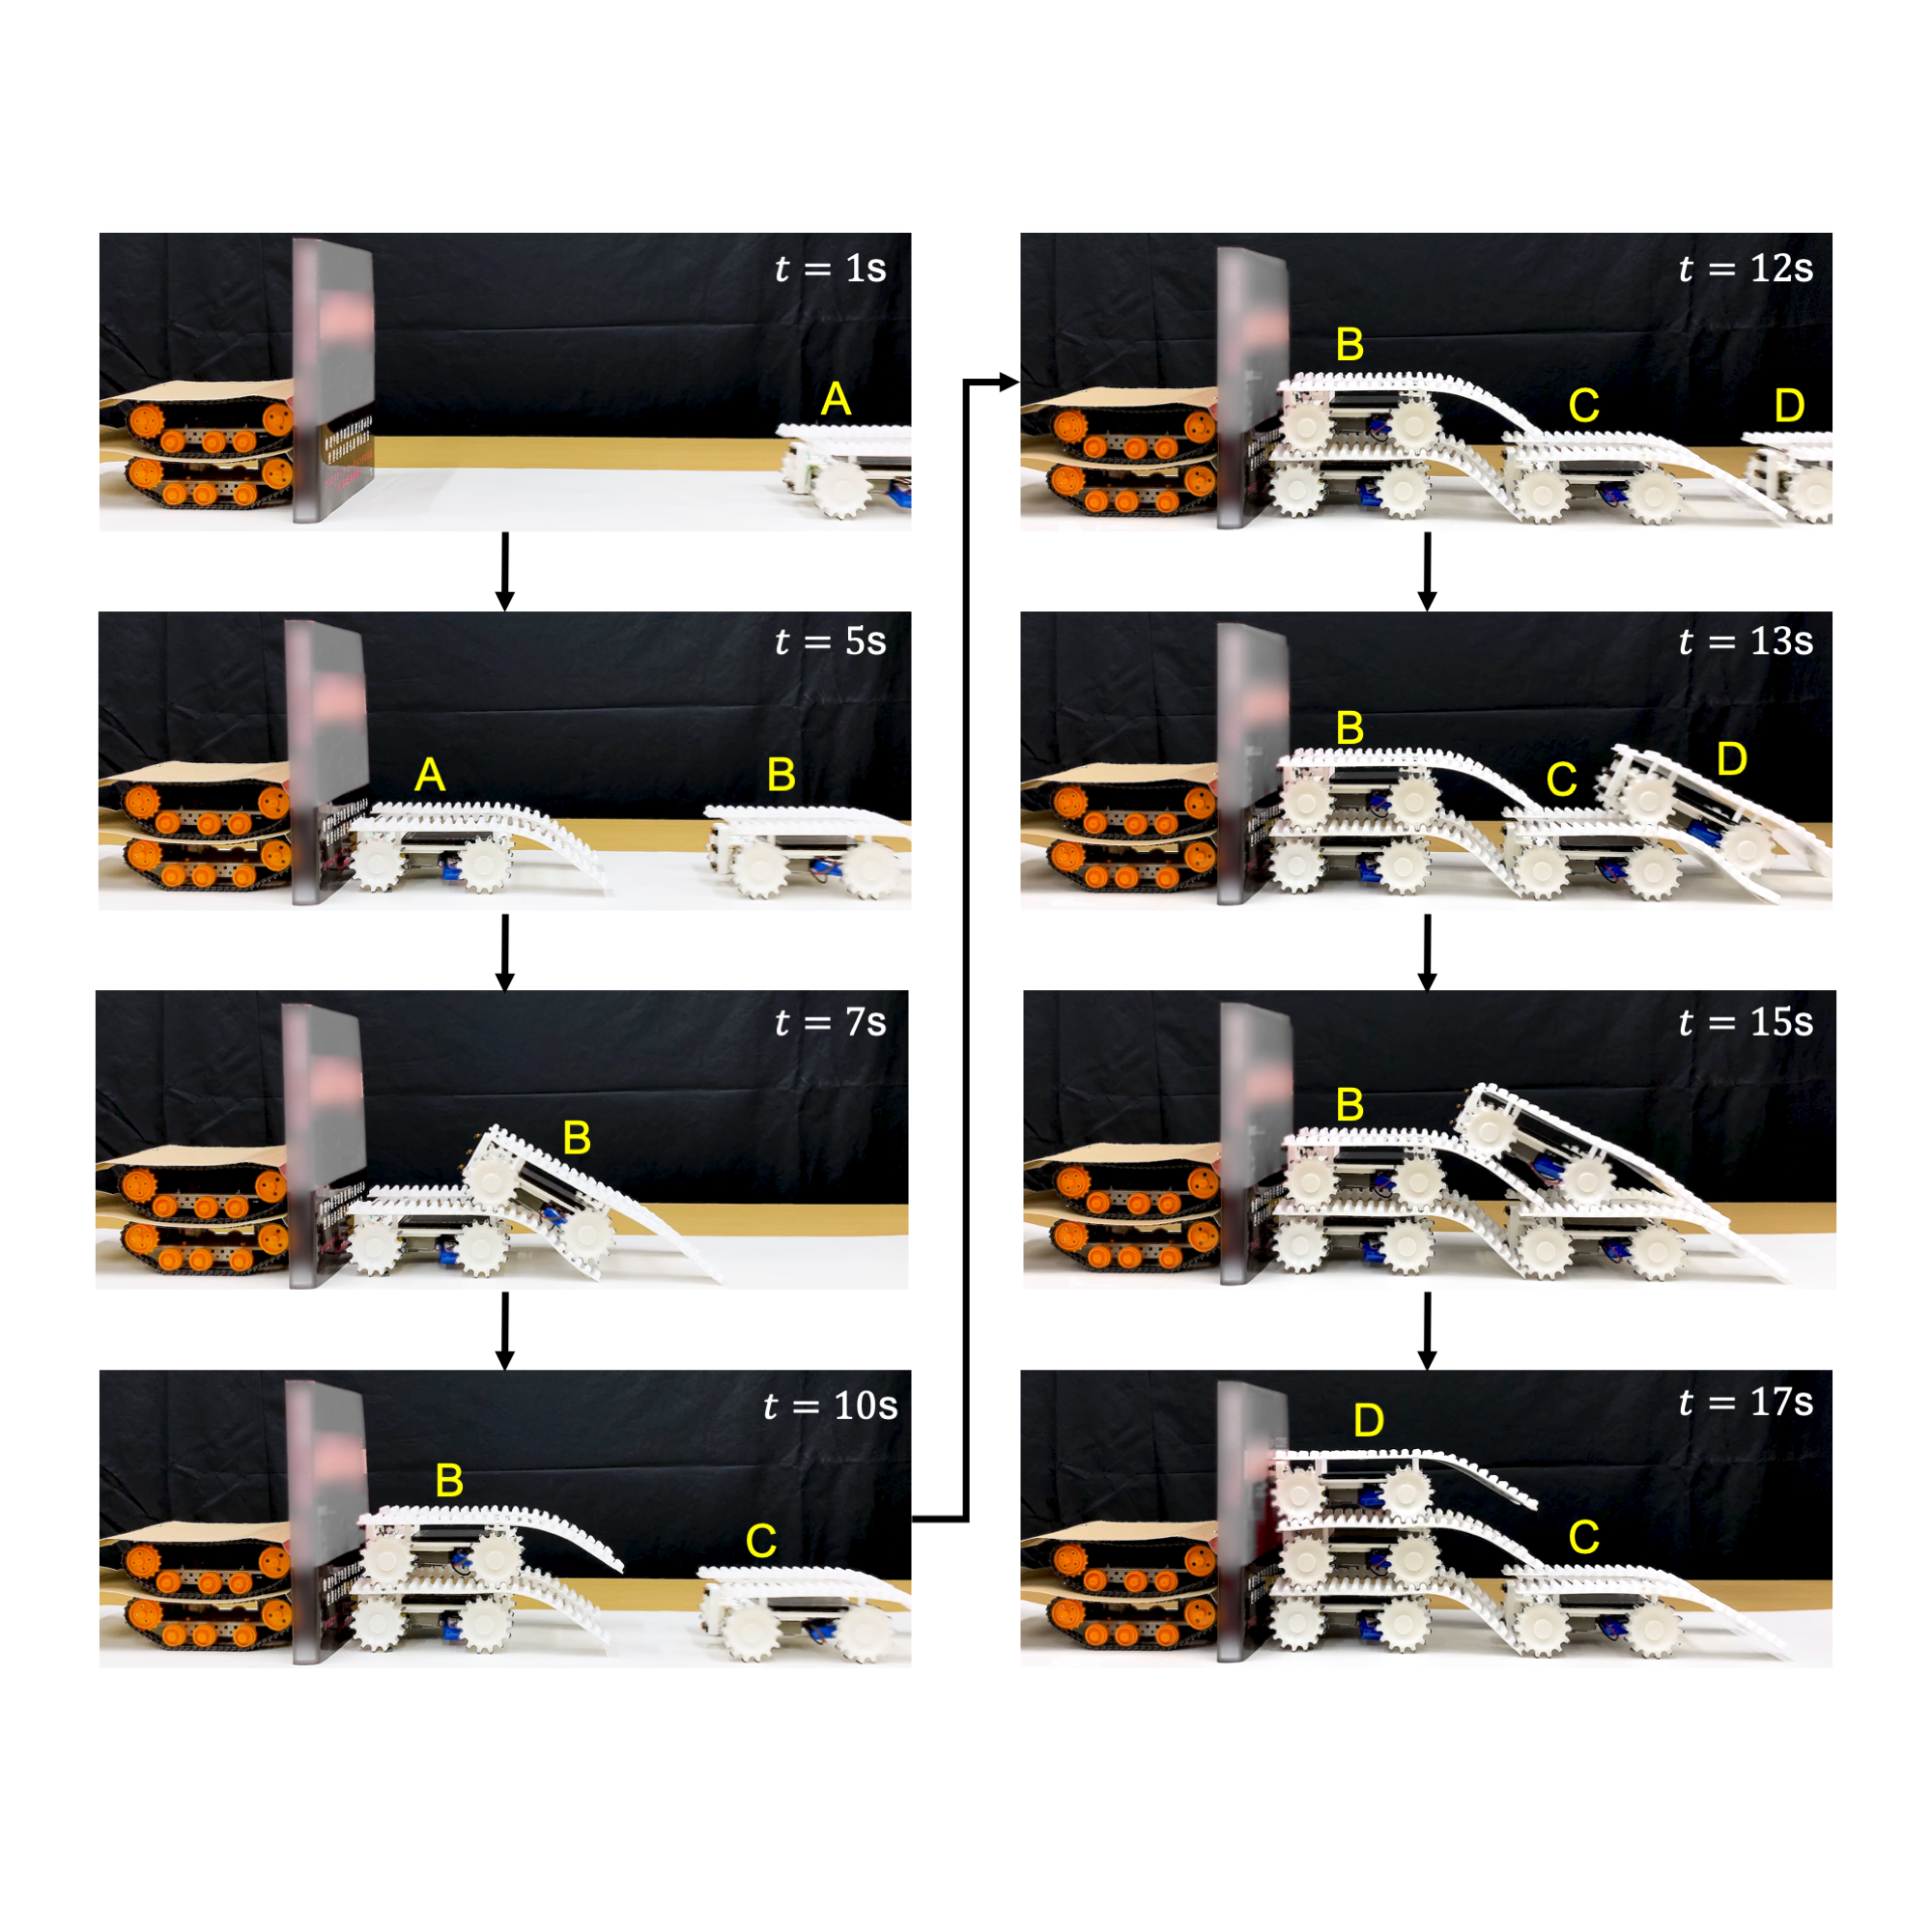 t = 1s
A
t = 5s
A
B
t = 7s
B
t = 10s
B
C
t = 12s
B
C
D
t = 13s
B
C
D
t = 15s
B
t = 17s
D
C